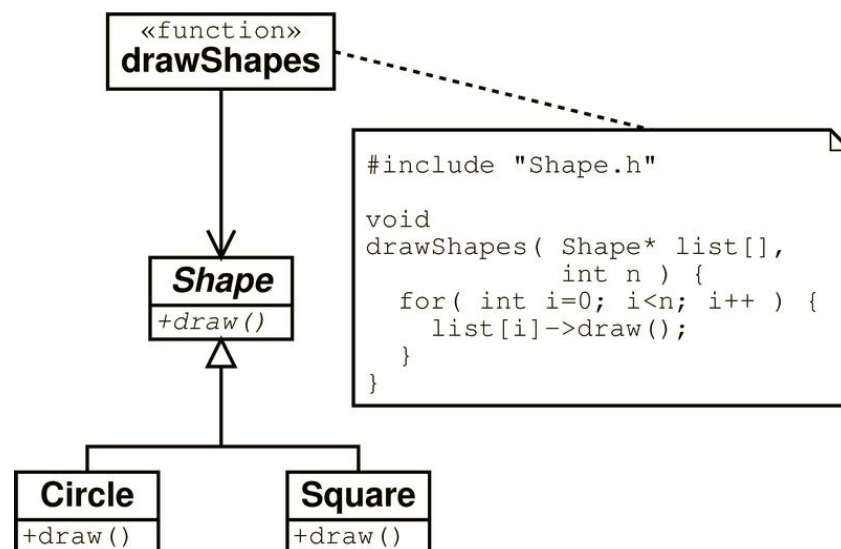 «function»
drawShapes
#include "Shape.h"
void
drawShapes( Shape* list[],
int n ) {
for( int i=0; i<n; i++ ) {
list[i]->draw();
}
}
Shape
+draw()
Circle
+draw()
Square
+draw()